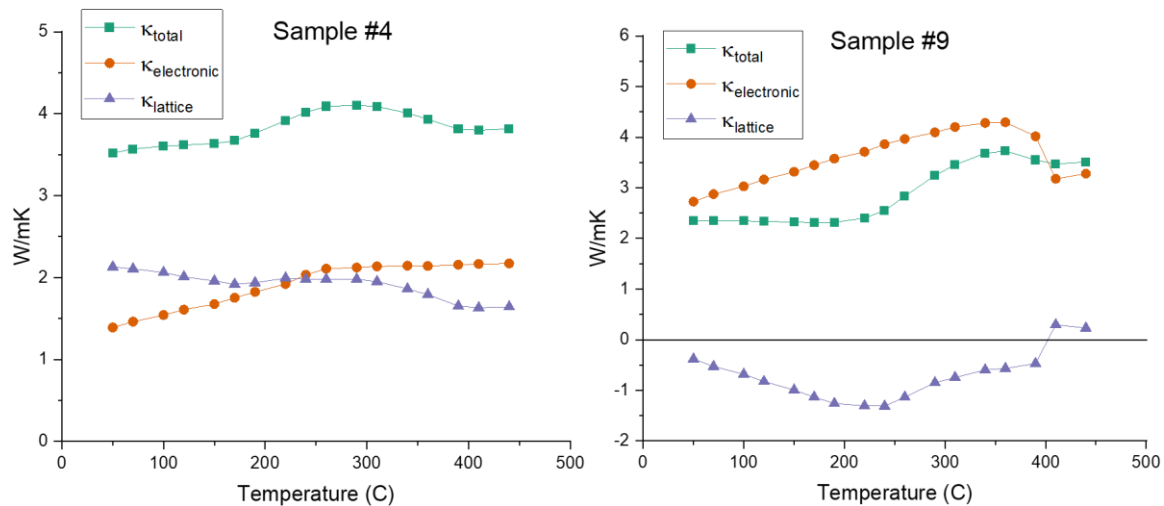 Sample #4
κtotal
κelectronic
κlattice
5
4
3
2
1
0
W/mK
0
100
200
300
400
500
Temperature (C)
Sample #9
κtotal
κelectronic
κlattice
6
5
4
3
2
1
0
-1
-2
W/mK
0
100
200
300
400
500
Temperature (C)